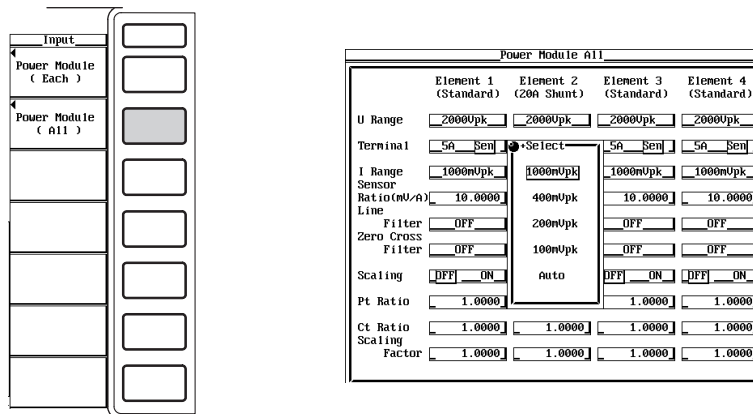 Input
Power Module
( Each )
Power Module
( All )
Power Module All
Element 1 Element 2 Element 3 Element 4
(Standard) (20A Shunt) (Standard) (Standard)
U Range 2000Vpk 2000Vpk 2000Vpk 2000Vpk
Terminal 5A Sen Select 5A Sen 5A Sen
I Range 1000mVpk 1000mVpk 1000mVpk 1000mVpk
Sensor
Ratio(mV/A) 10.0000 400mVpk 10.0000 10.0000
Line
Filter OFF 200mVpk OFF OFF
Zero Cross
Filter OFF 100mVpk OFF OFF
Scaling OFF ON Auto OFF ON OFF ON
Pt Ratio 1.0000 1.0000 1.0000
Ct Ratio 1.0000 1.0000 1.0000 1.0000
Scaling
Factor 1.0000 1.0000 1.0000 1.0000